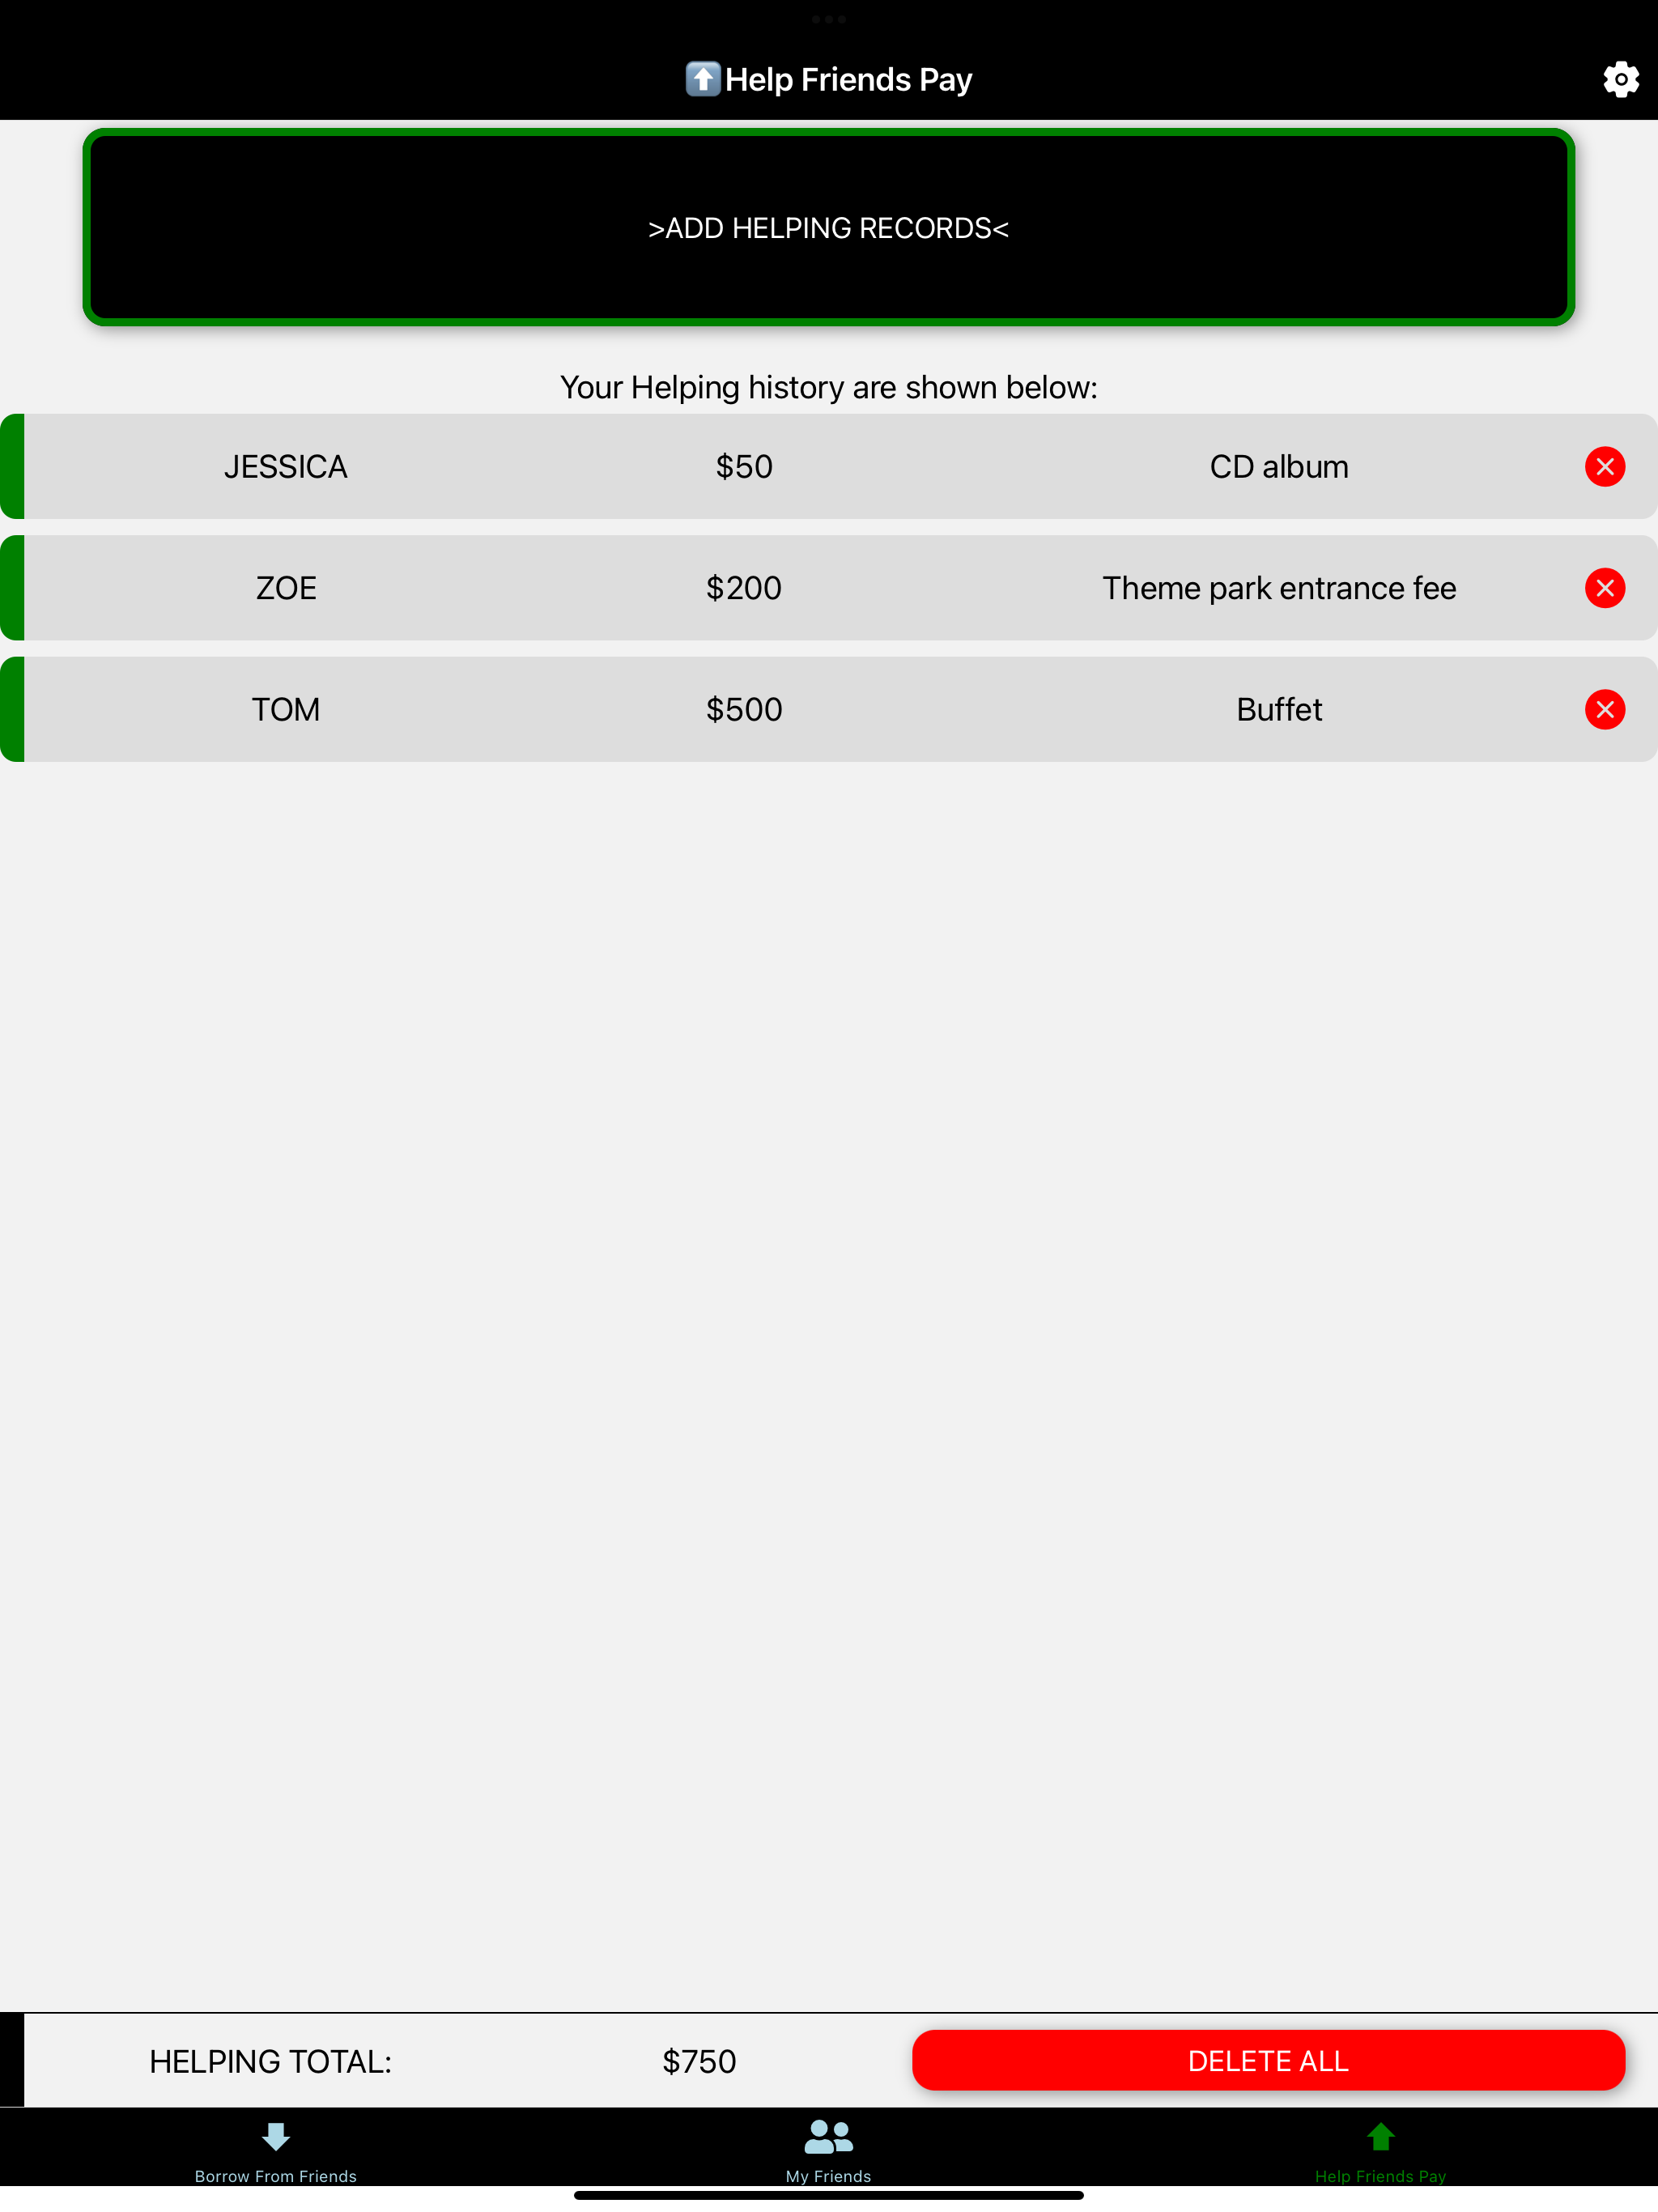 Help Friends Pay
>ADD HELPING RECORDS<
Your Helping history are shown below:
JESSICA $50 CD album
ZOE $200 Theme park entrance fee
TOM $500 Buffet
HELPING TOTAL: $750 DELETE ALL
Borrow From Friends My Friends Help Friends Pay